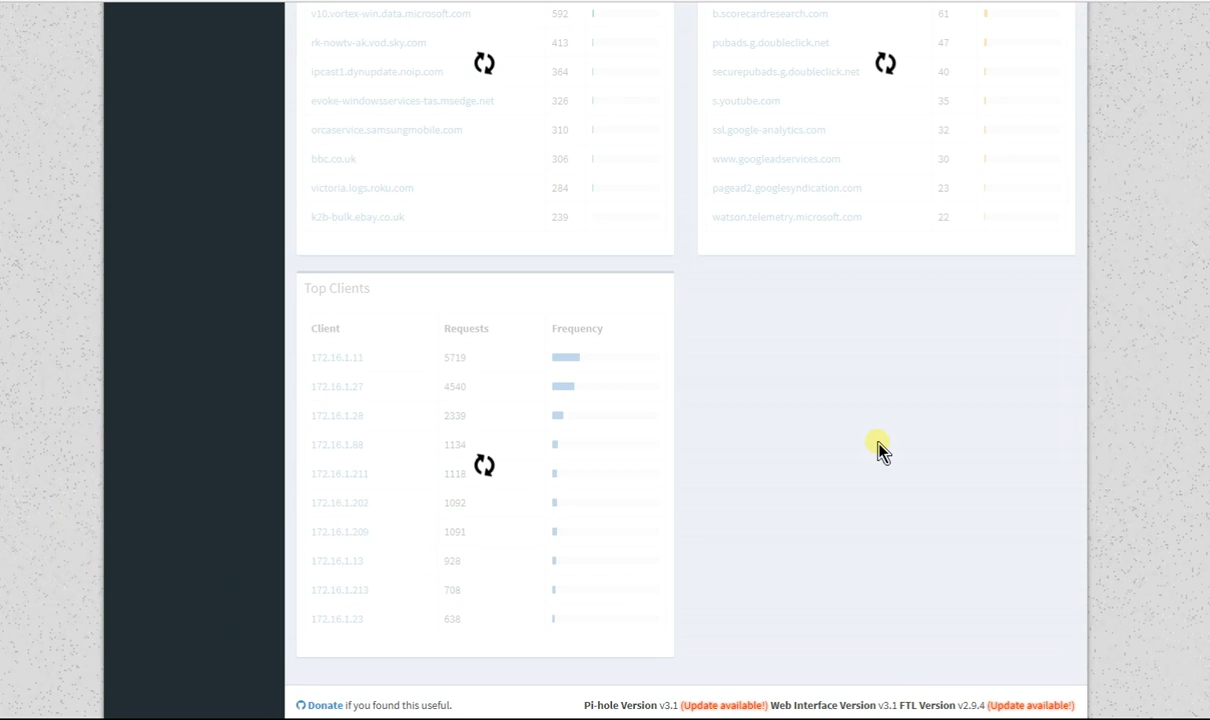 v10.vortex-win.data.microsoft.com 592
rk-nowtv-ak.vod.sky.com 413
ipcast1.dynupdate.noip.com 364
evoke-windowsservices-tas.msedge.net 326
orcaservice.samsungmobile.com 310
bbc.co.uk 306
victoria.logs.roku.com 284
k2b-bulk.ebay.co.uk 239
b.scorecardresearch.com 61
pubads.g.doubleclick.net 47
securepubads.g.doubleclick.net 40
s.youtube.com 35
ssl.google-analytics.com 32
www.googleadservices.com 30
pagead2.googlesyndication.com 23
watson.telemetry.microsoft.com 22
Top Clients
Client Requests Frequency
172.16.1.11 5719
172.16.1.27 4540
172.16.1.28 2339
172.16.1.88 1134
172.16.1.211 1118
172.16.1.202 1092
172.16.1.209 1091
172.16.1.13 928
172.16.1.213 708
172.16.1.23 638
Donate if you found this useful.
Pi-hole Version v3.1 (Update available!) Web Interface Version v3.1 FTL Version v2.9.4 (Update available!)